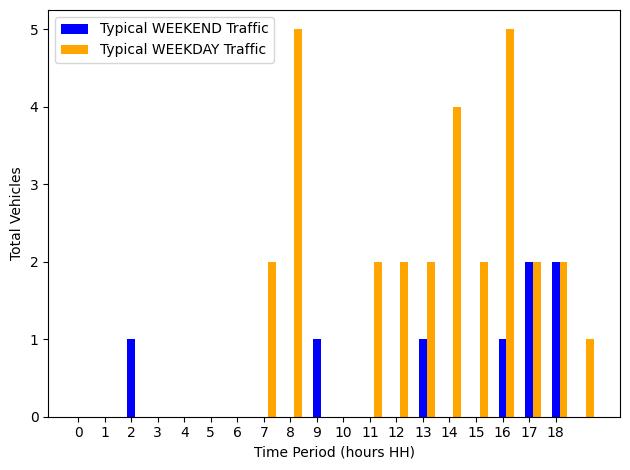 Typical WEEKEND Traffic
Typical WEEKDAY Traffic
5
4
3
2
1
0
Total Vehicles
0 1 2 3 4 5 6 7 8 9 10 11 12 13 14 15 16 17 18
Time Period (hours HH)